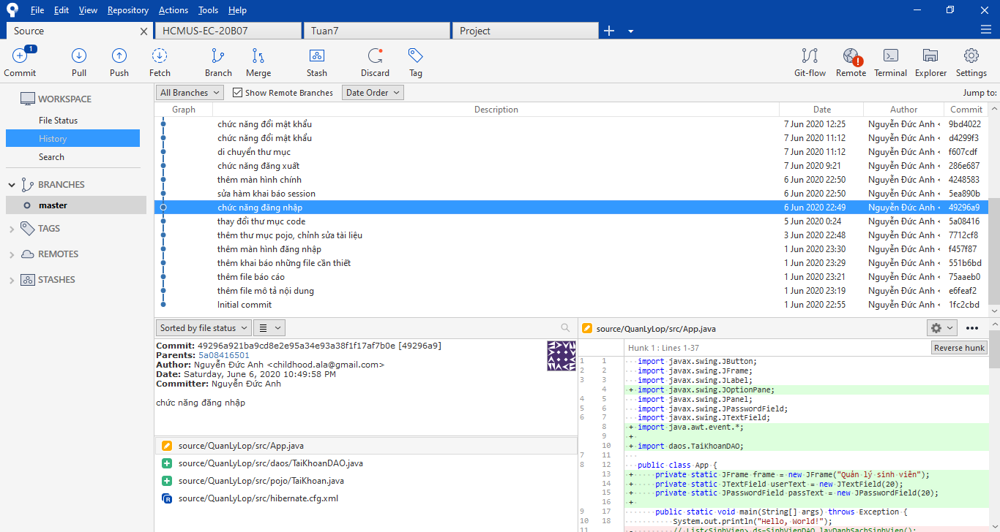 File Edit View Repository Actions Tools Help
Source HCMUS-EC-20B07 Tuan7 Project
1
Commit Pull Push Fetch Branch Merge Stash Discard Tag Git-flow Remote Terminal Explorer Settings
WORKSPACE
File Status
History
Search
BRANCHES
master
TAGS
REMOTES
STASHES
All Branches Show Remote Branches Date Order Jump to:
Graph Description Date Author Commit
chức năng đổi mật khẩu 7 Jun 2020 12:25 Nguyễn Đức Anh < 9bd4022
chức năng đổi mật khẩu 7 Jun 2020 11:12 Nguyễn Đức Anh < d4299f3
di chuyển thư mục 7 Jun 2020 11:12 Nguyễn Đức Anh < f607cdf
chức năng đăng xuất 7 Jun 2020 9:21 Nguyễn Đức Anh < 286e687
thêm màn hình chính 6 Jun 2020 22:50 Nguyễn Đức Anh < 4248583
sửa hàm khai báo session 6 Jun 2020 22:50 Nguyễn Đức Anh < 5ea890b
chức năng đăng nhập 6 Jun 2020 22:49 Nguyễn Đức Anh < 49296a9
thay đổi thư mục code 5 Jun 2020 0:24 Nguyễn Đức Anh < 5a08416
thêm thư mục pojo, chỉnh sửa tài liệu 3 Jun 2020 22:48 Nguyễn Đức Anh < 7712cf8
thêm màn hình đăng nhập 1 Jun 2020 23:30 Nguyễn Đức Anh < f457f87
thêm khai báo những file cần thiết 1 Jun 2020 23:29 Nguyễn Đức Anh < 551b6bd
thêm file báo cáo 1 Jun 2020 23:21 Nguyễn Đức Anh < 75aaeb0
thêm file mô tả nội dung 1 Jun 2020 23:19 Nguyễn Đức Anh < e6feaf2
Initial commit 1 Jun 2020 22:55 Nguyễn Đức Anh < 1fc2cbd
Sorted by file status
Commit: 49296a921ba9cd8e2e95a34e93a38f1f17af7b0e [49296a9]
Parents: 5a08416501
Author: Nguyễn Đức Anh <childhood.ala@gmail.com>
Date: Saturday, June 6, 2020 10:49:58 PM
Committer: Nguyễn Đức Anh
chức năng đăng nhập
source/QuanLyLop/src/App.java
source/QuanLyLop/src/daos/TaiKhoanDAO.java
source/QuanLyLop/src/pojo/TaiKhoan.java
source/QuanLyLop/src/hibernate.cfg.xml
source/QuanLyLop/src/App.java
Hunk 1 : Lines 1-37 Reverse hunk
1 1 import javax.swing.JButton;
2 2 import javax.swing.JFrame;
3 3 import javax.swing.JLabel;
4 + import javax.swing.JOptionPane;
4 5 import javax.swing.JPanel;
5 6 import javax.swing.JPasswordField;
6 7 import javax.swing.JTextField;
8 + import java.awt.event.*;
9 +
10 + import daos.TaiKhoanDAO;
7 11
8 12 public class App {
13 + private static JFrame frame = new JFrame("Quản lý sinh viên");
14 + private static JTextField userText = new JTextField(20);
15 + private static JPasswordField passText = new JPasswordField(20);
16 +
9 17 public static void main(String[] args) throws Exception {
10 18 System.out.println("Hello, World!");
11 - // List<SinhVien> ds=SinhVienDAO.layDanhSachSinhVien();